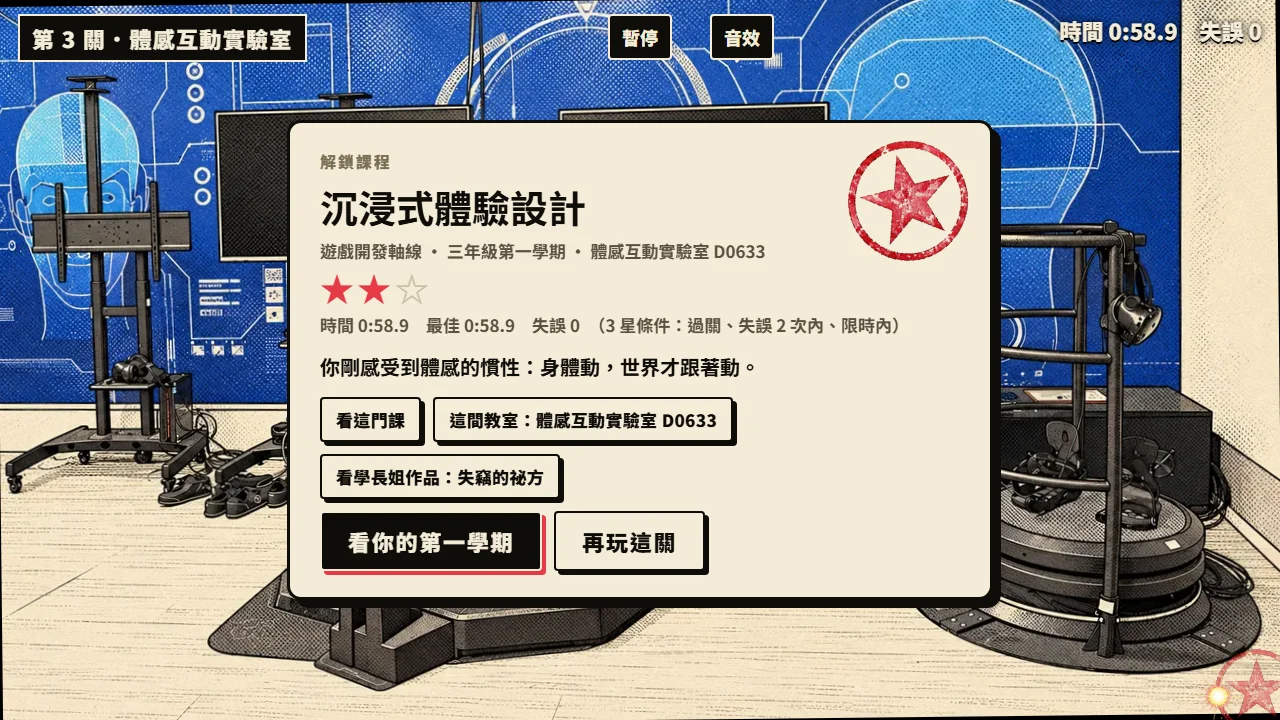 第 3 關・體感互動實驗室
暫停
音效
時間 0:58.9 失誤 0
解鎖課程
沉浸式體驗設計
遊戲開發軸線 ・ 三年級第一學期 ・ 體感互動實驗室 D0633
時間 0:58.9 最佳 0:58.9 失誤 0 （3 星條件：過關、失誤 2 次內、限時內）
你剛感受到體感的慣性：身體動，世界才跟著動。
看這門課
這間教室：體感互動實驗室 D0633
看學長姐作品：失竊的祕方
看你的第一學期
再玩這關